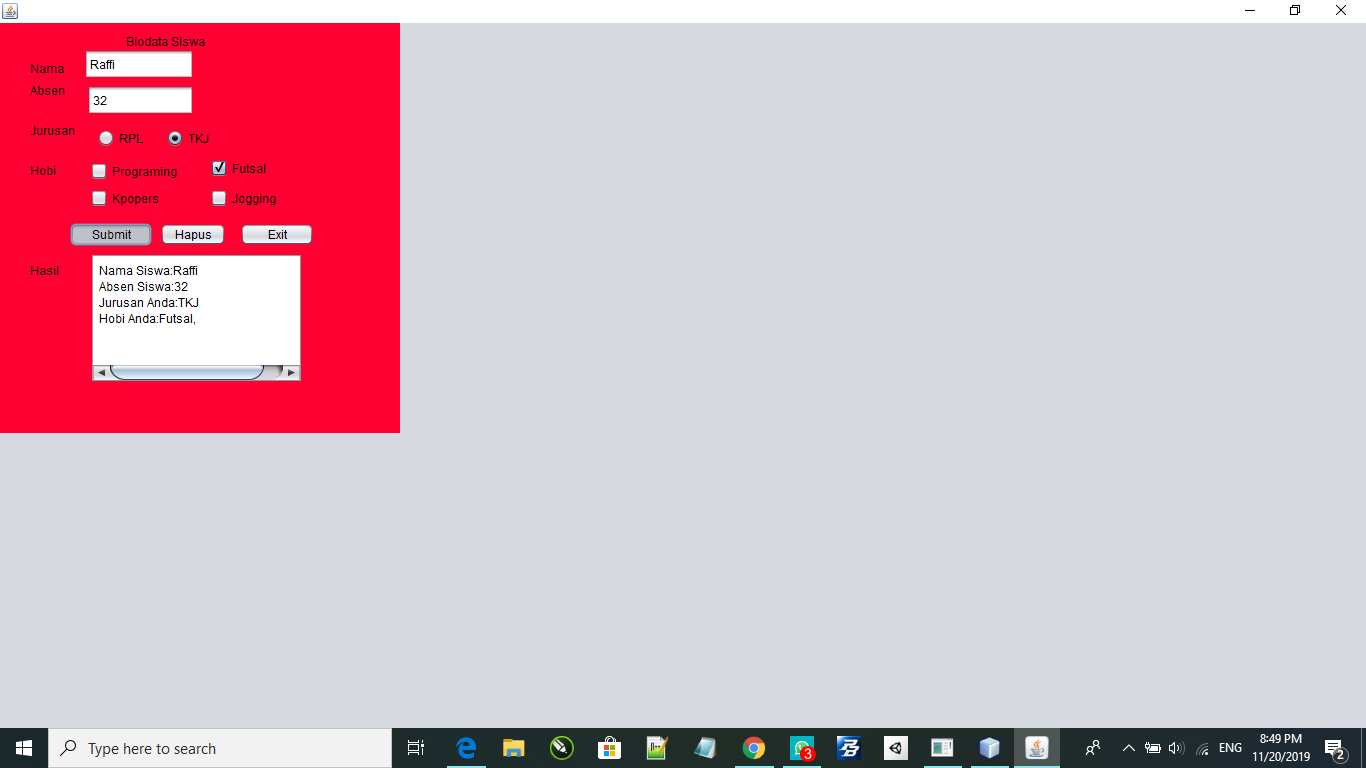 Biodata Siswa
Nama Raffi
Absen 32
Jurusan RPL TKJ
Hobi Programing Futsal
Kpopers Jogging
Submit Hapus Exit
Hasil Nama Siswa:Raffi
Absen Siswa:32
Jurusan Anda:TKJ
Hobi Anda:Futsal,
Type here to search
3
ENG
8:49 PM
11/20/2019
2